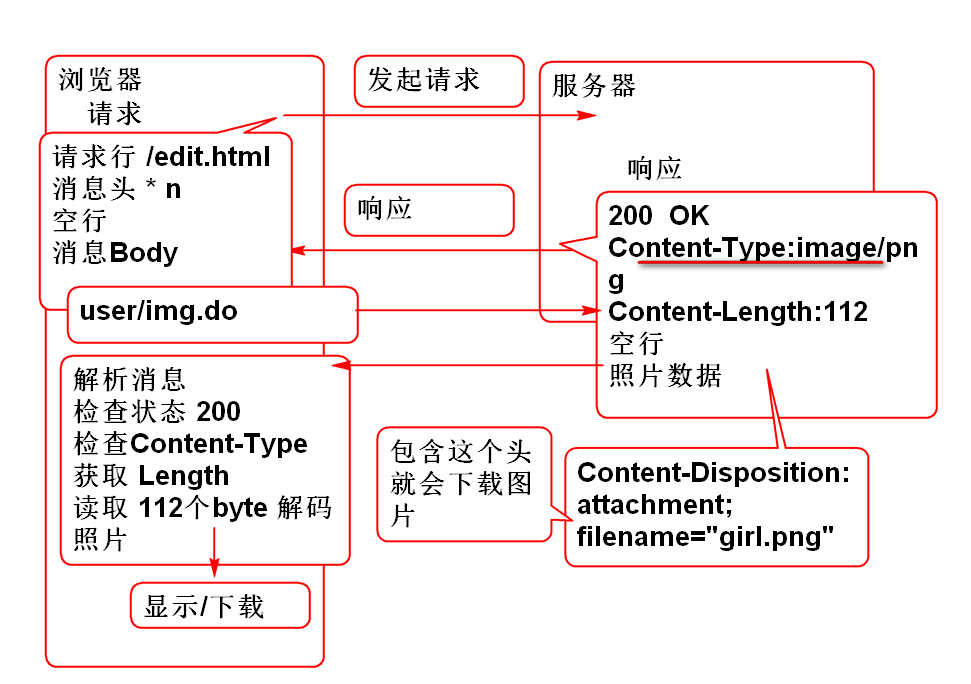 浏览器
请求
发起请求
服务器
请求行 /edit.html
消息头 * n
空行
消息Body
响应
响应
200  OK
Content-Type:image/pn
g
Content-Length:112
空行
照片数据
user/img.do
解析消息
检查状态 200
检查Content-Type
获取 Length
读取 112个byte 解码
照片
包含这个头
就会下载图
片
Content-Disposition:
attachment;
filename="girl.png"
显示/下载